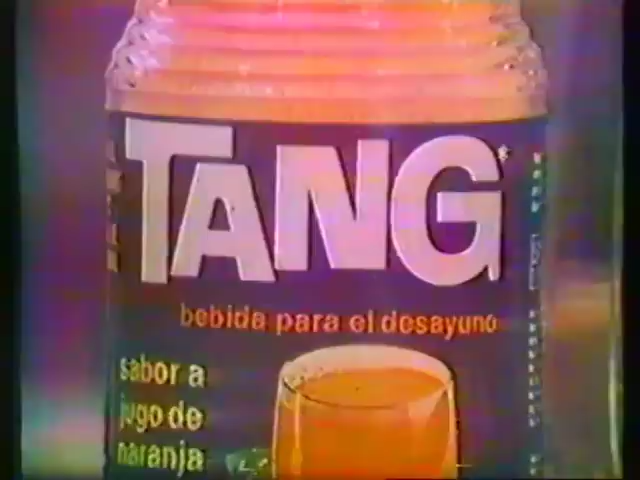 TANG
bebida para el desayuno
sabor a
jugo de
naranja